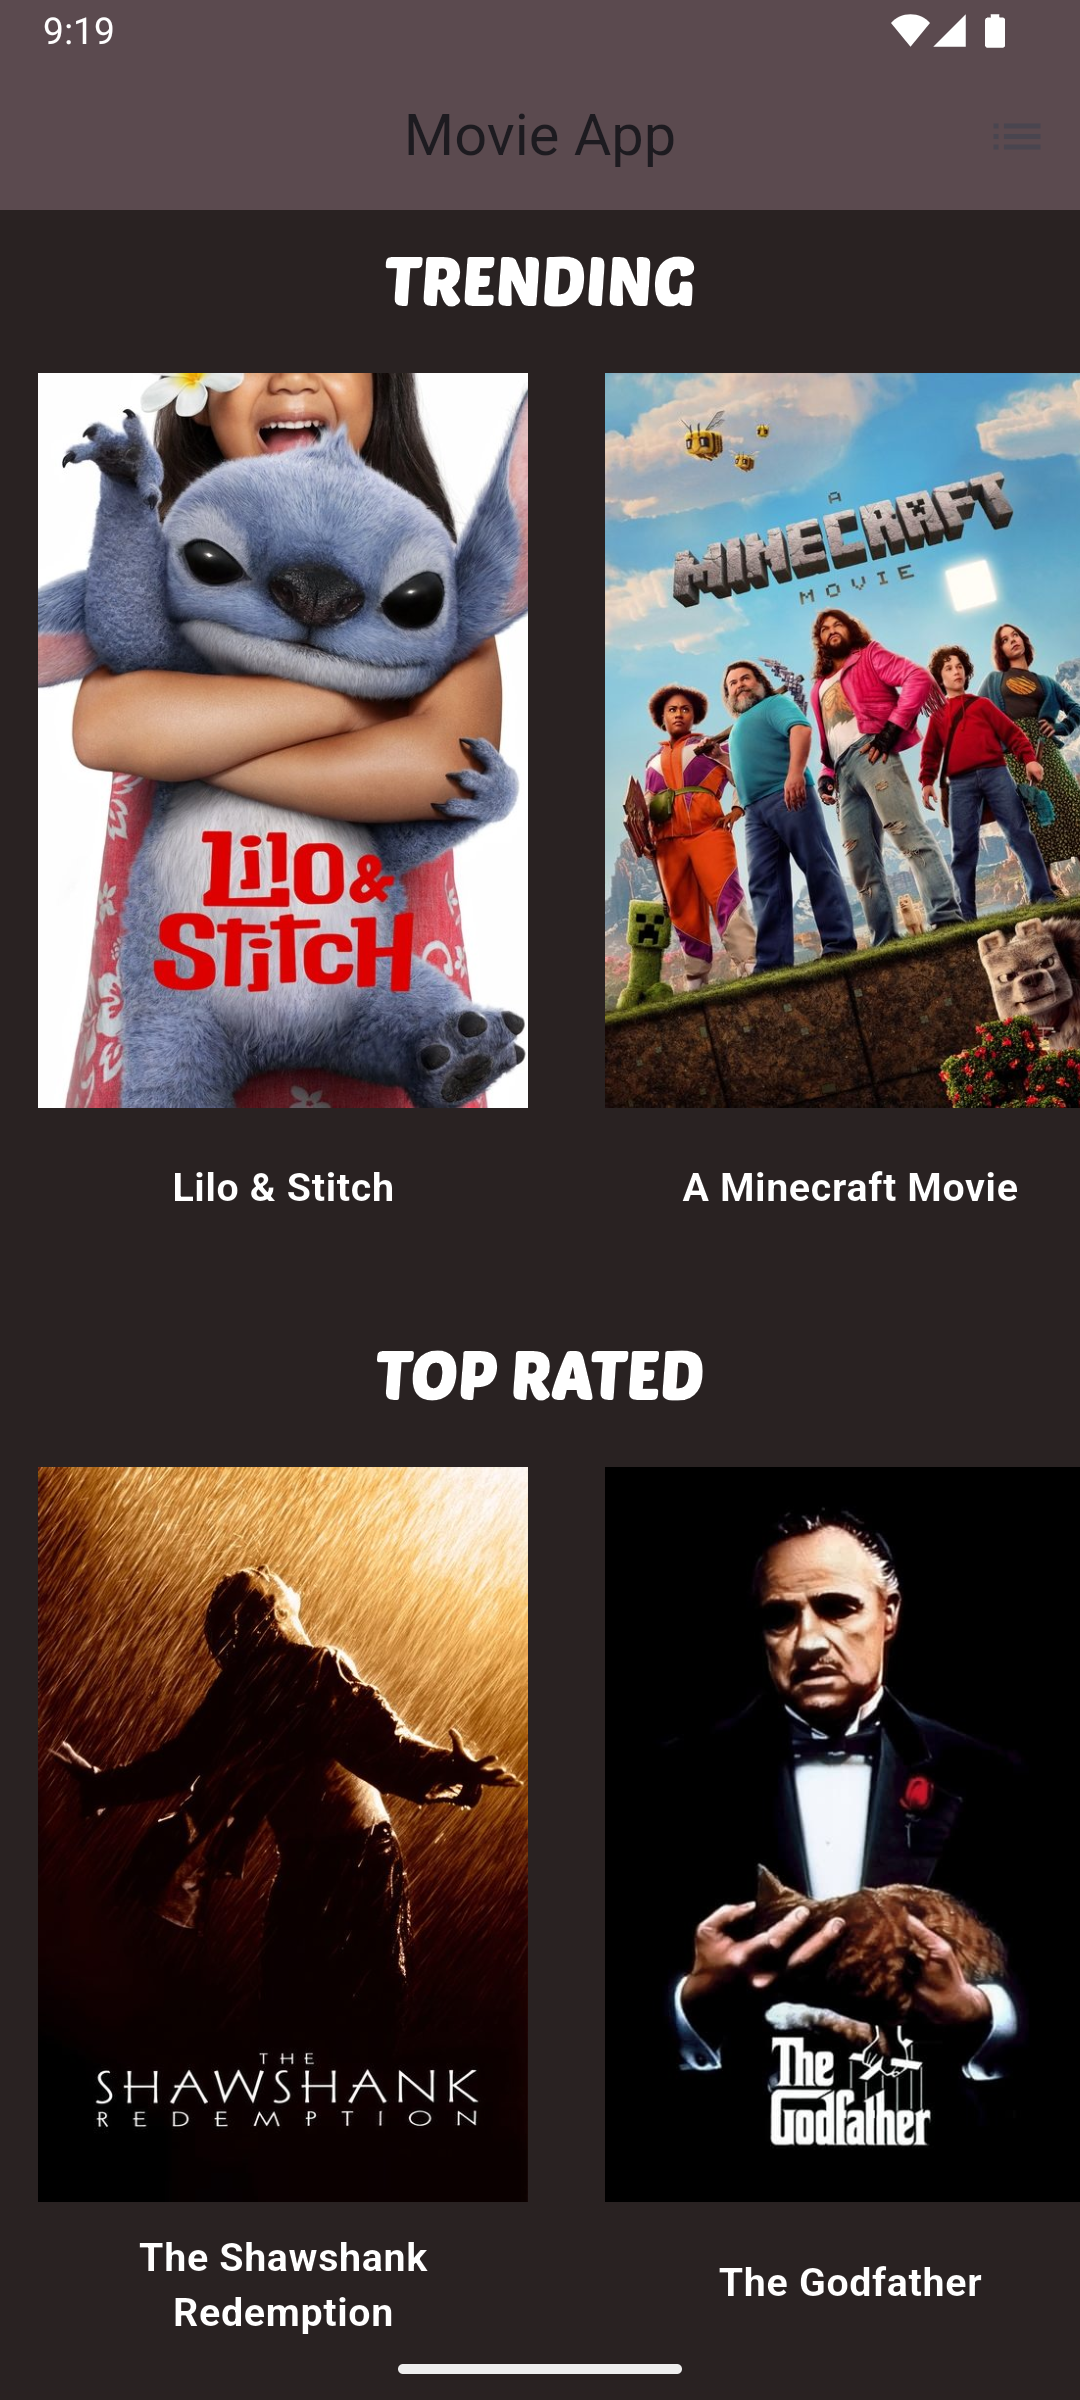 9:19
Movie App
TRENDING
LiLO &
STiTCH
A
MINECRAFT
MOVIE
Lilo & Stitch
A Minecraft Movie
TOP RATED
THE
SHAWSHANK
REDEMPTION
The
Godfather
The Shawshank
Redemption
The Godfather